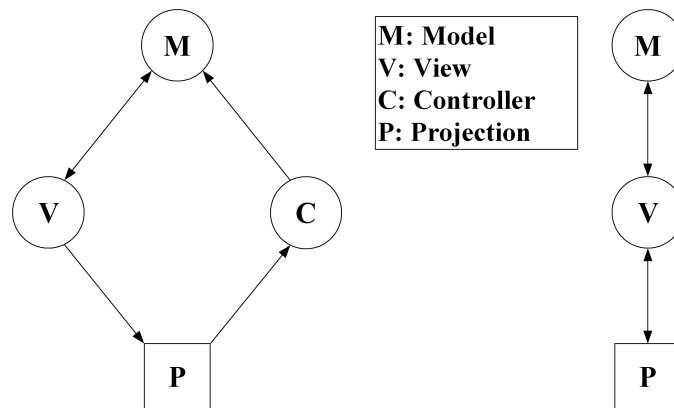 M
V
C
P
M: Model
V: View
C: Controller
P: Projection
M
V
P